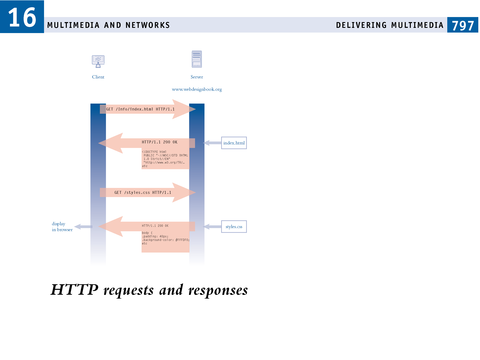 16
MULTIMEDIA AND NETWORKS
DELIVERING MULTIMEDIA 797
Client
Server
www.webdesignbook.org
GET /info/index.html HTTP/1.1
HTTP/1.1 200 OK
index.html
GET /styles.css HTTP/1.1
display
in browser
HTTP/1.1 200 OK
styles.css
HTTP requests and responses